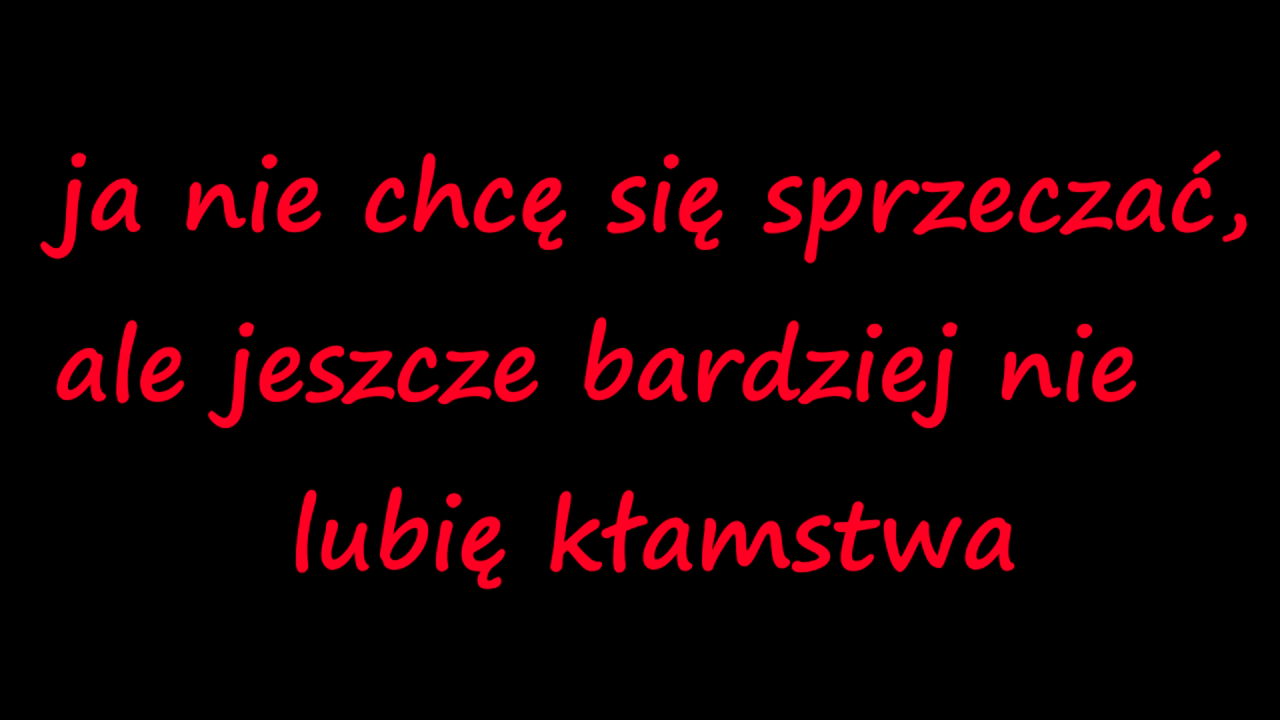 ja nie chcę się sprzeczać,
ale jeszcze bardziej nie
lubię kłamstwa